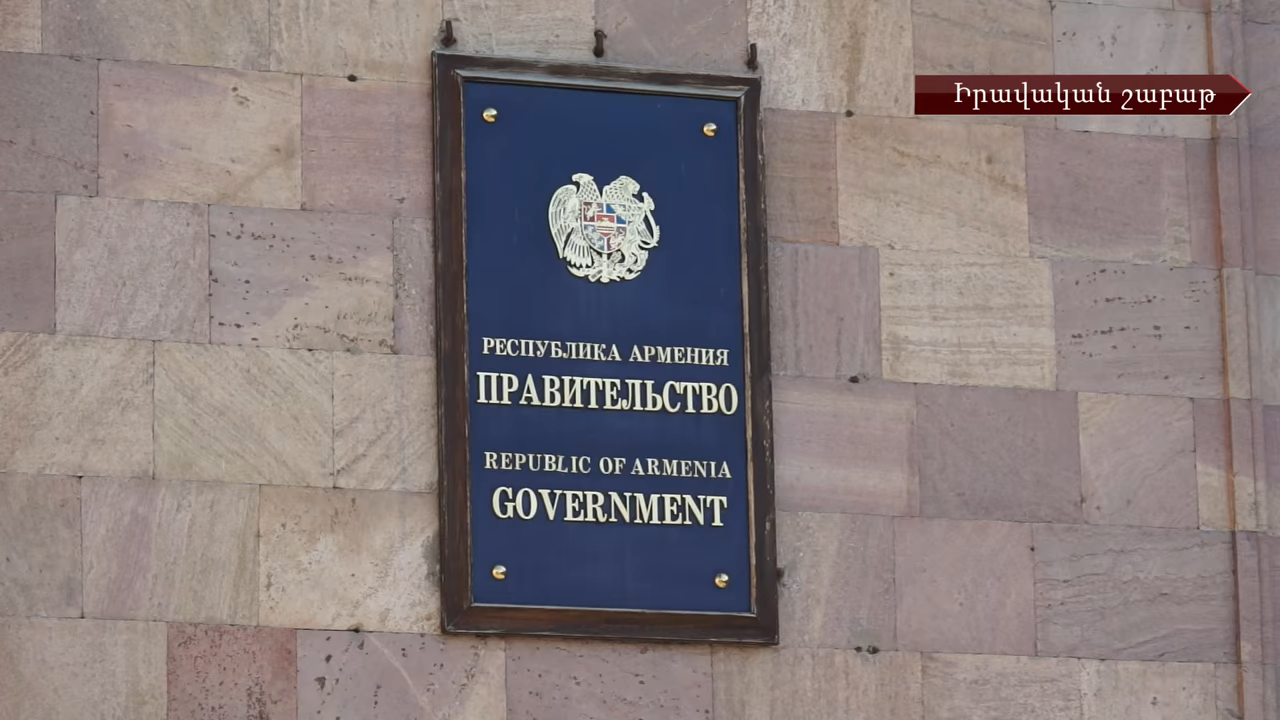 Իրավական շաբաթ
РЕСПУБЛИКА АРМЕНИЯ
ПРАВИТЕЛЬСТВО
REPUBLIC OF ARMENIA
GOVERNMENT